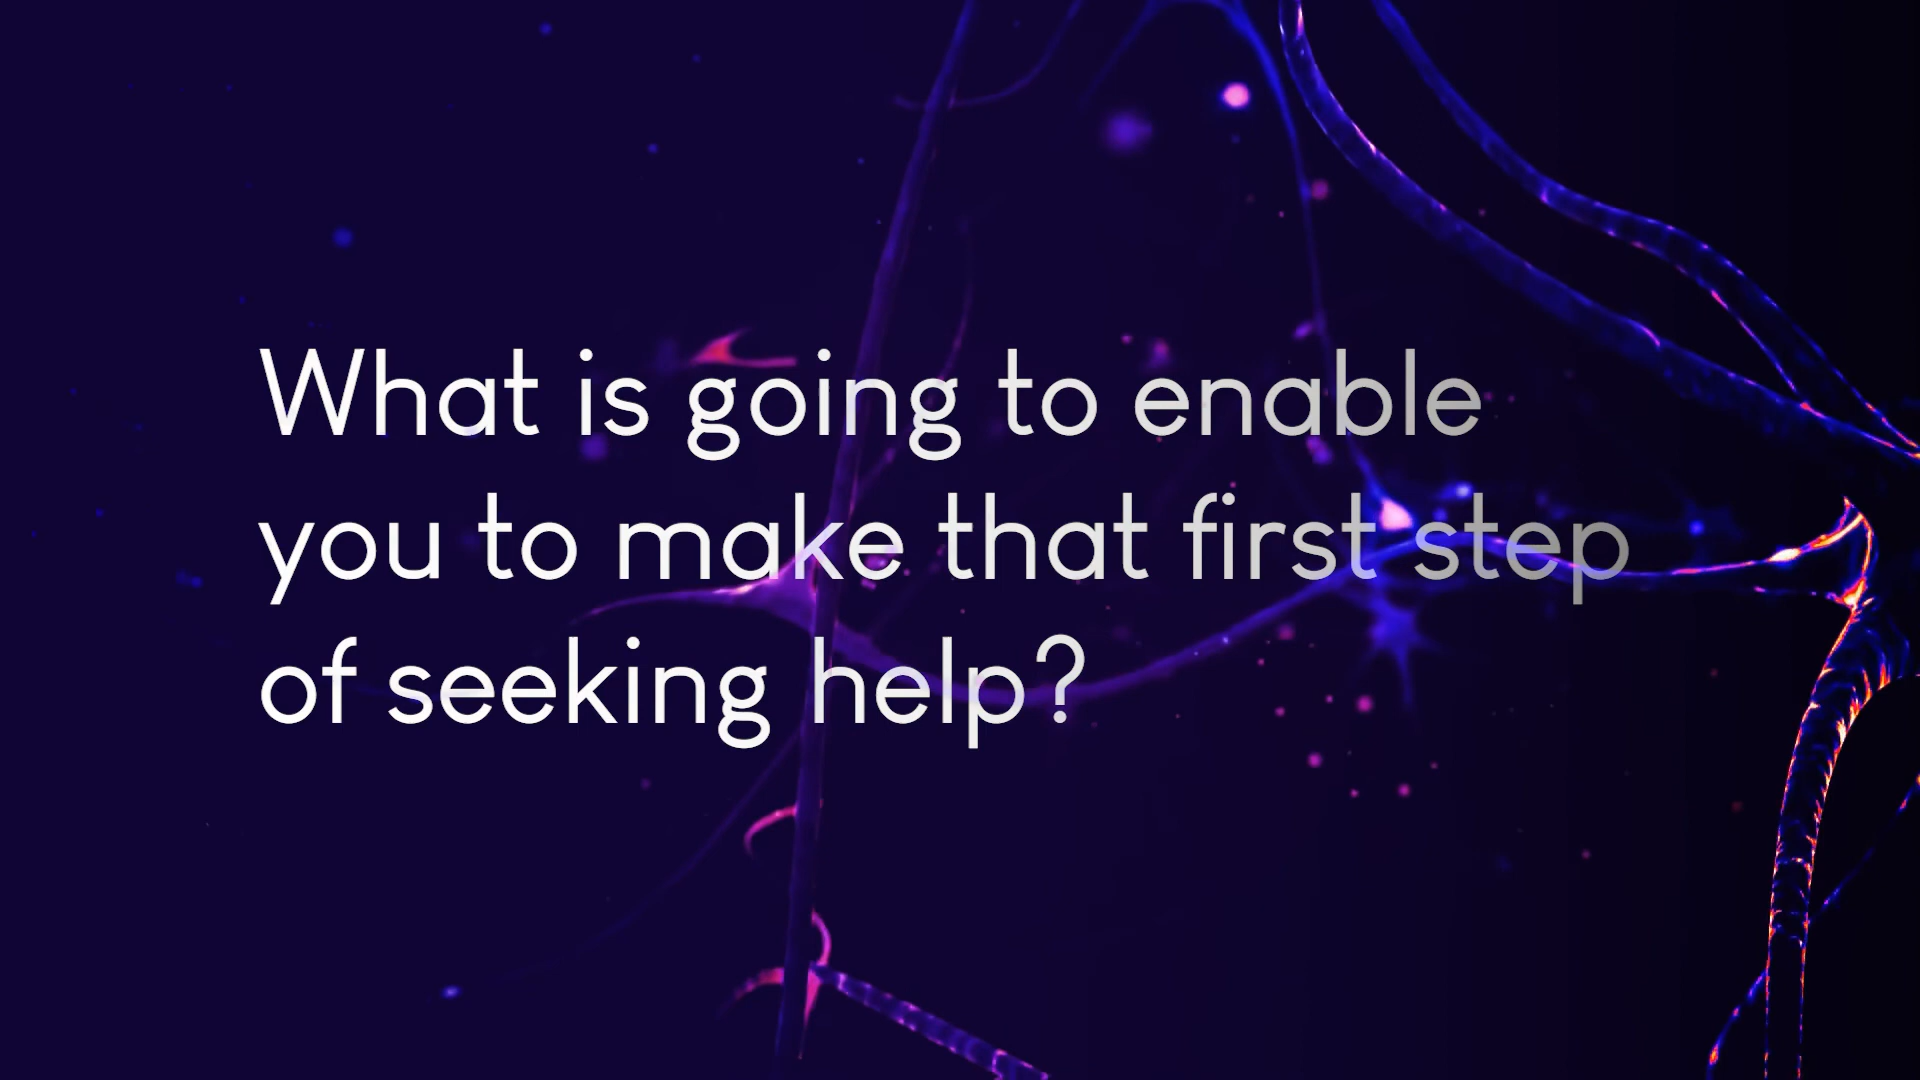 What is going to enable
you to make that first step
of seeking help?